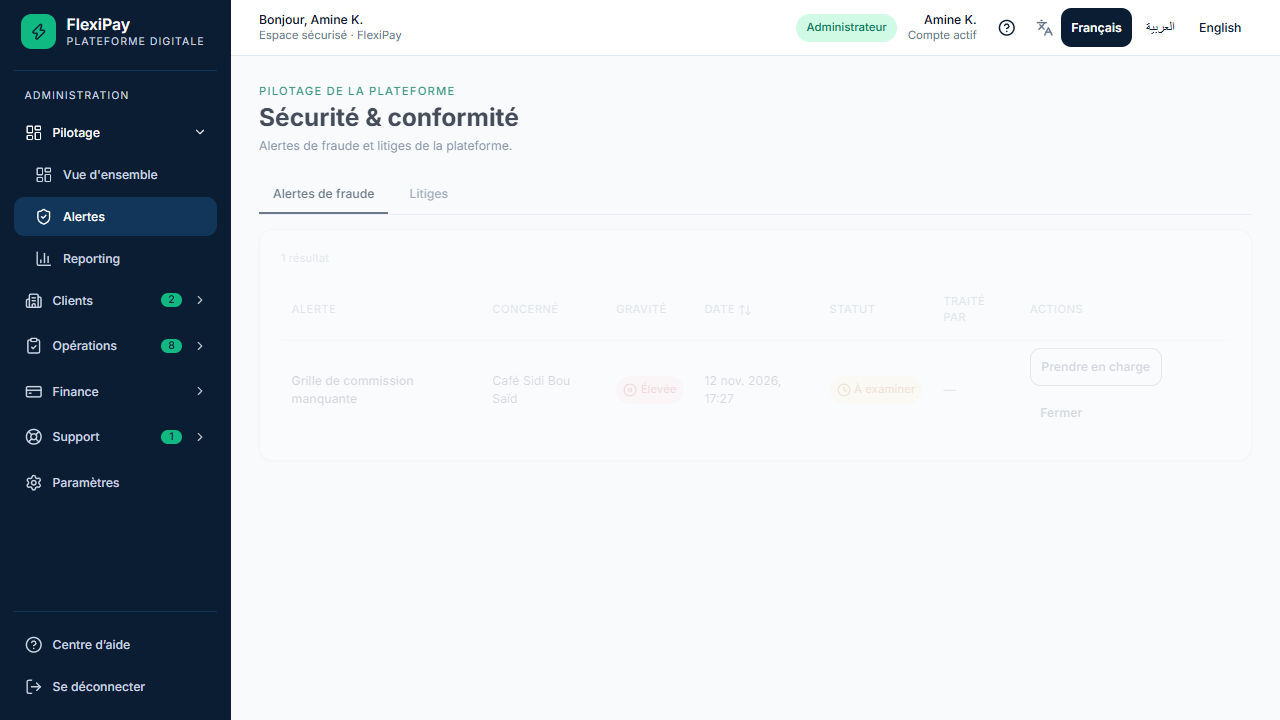 FlexiPay
PLATEFORME DIGITALE
ADMINISTRATION
Pilotage
Vue d'ensemble
Alertes
Reporting
Clients 2
Opérations 8
Finance
Support 1
Paramètres
Centre d'aide
Se déconnecter
Bonjour, Amine K.
Espace sécurisé · FlexiPay
Administrateur
Amine K.
Compte actif
Français
العربية
English
PILOTAGE DE LA PLATEFORME
Sécurité & conformité
Alertes de fraude et litiges de la plateforme.
Alertes de fraude
Litiges
1 résultat
ALERTE
CONCERNÉ
GRAVITÉ
DATE
STATUT
TRAITÉ
PAR
ACTIONS
Grille de commission
manquante
Café Sidi Bou
Saïd
Élevée
12 nov. 2026,
17:27
À examiner
—
Prendre en charge
Fermer